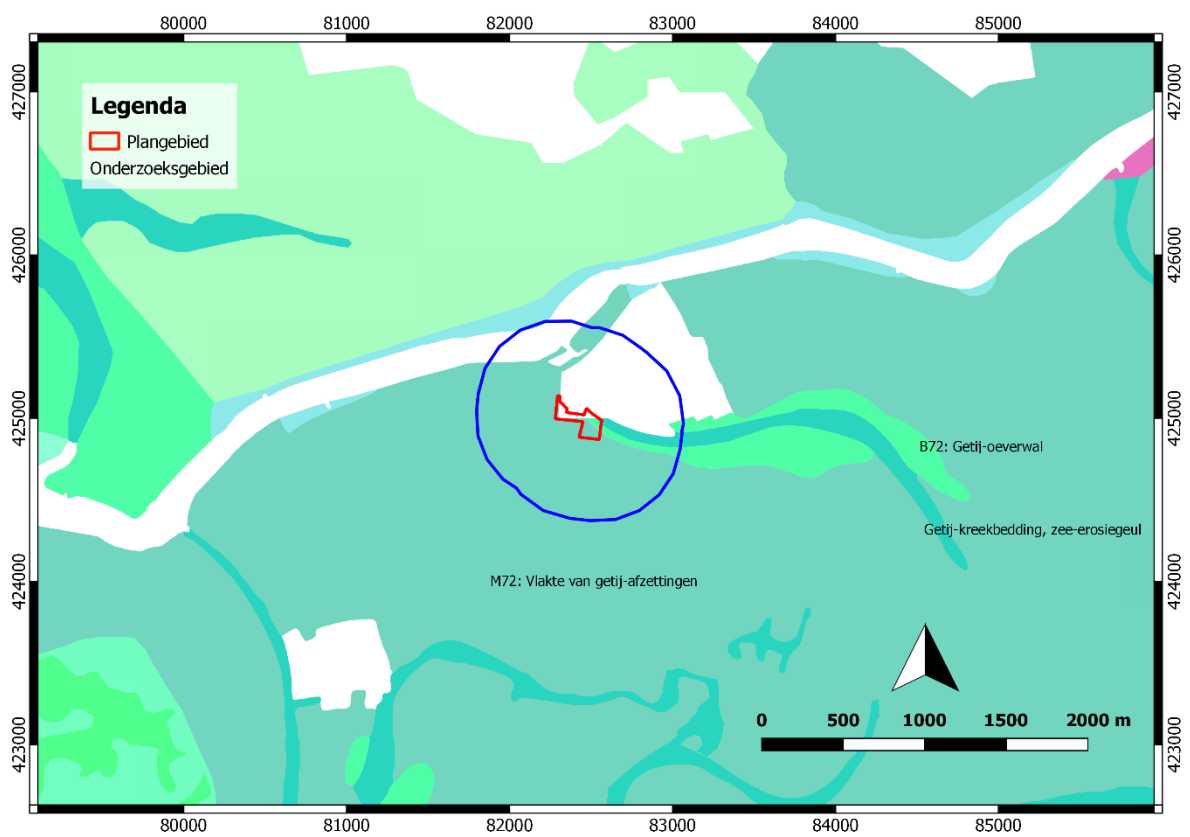 80000 81000 82000 83000 84000 85000
427000 427000
Legenda
Plangebied
Onderzoeksgebied
426000 426000
425000 425000
B72: Getij-oeverwal
Getij-kreekbedding, zee-erosiegeul
424000 424000
M72: Vlakte van getij-afzettingen
0 500 1000 1500 2000 m
423000 423000
80000 81000 82000 83000 84000 85000